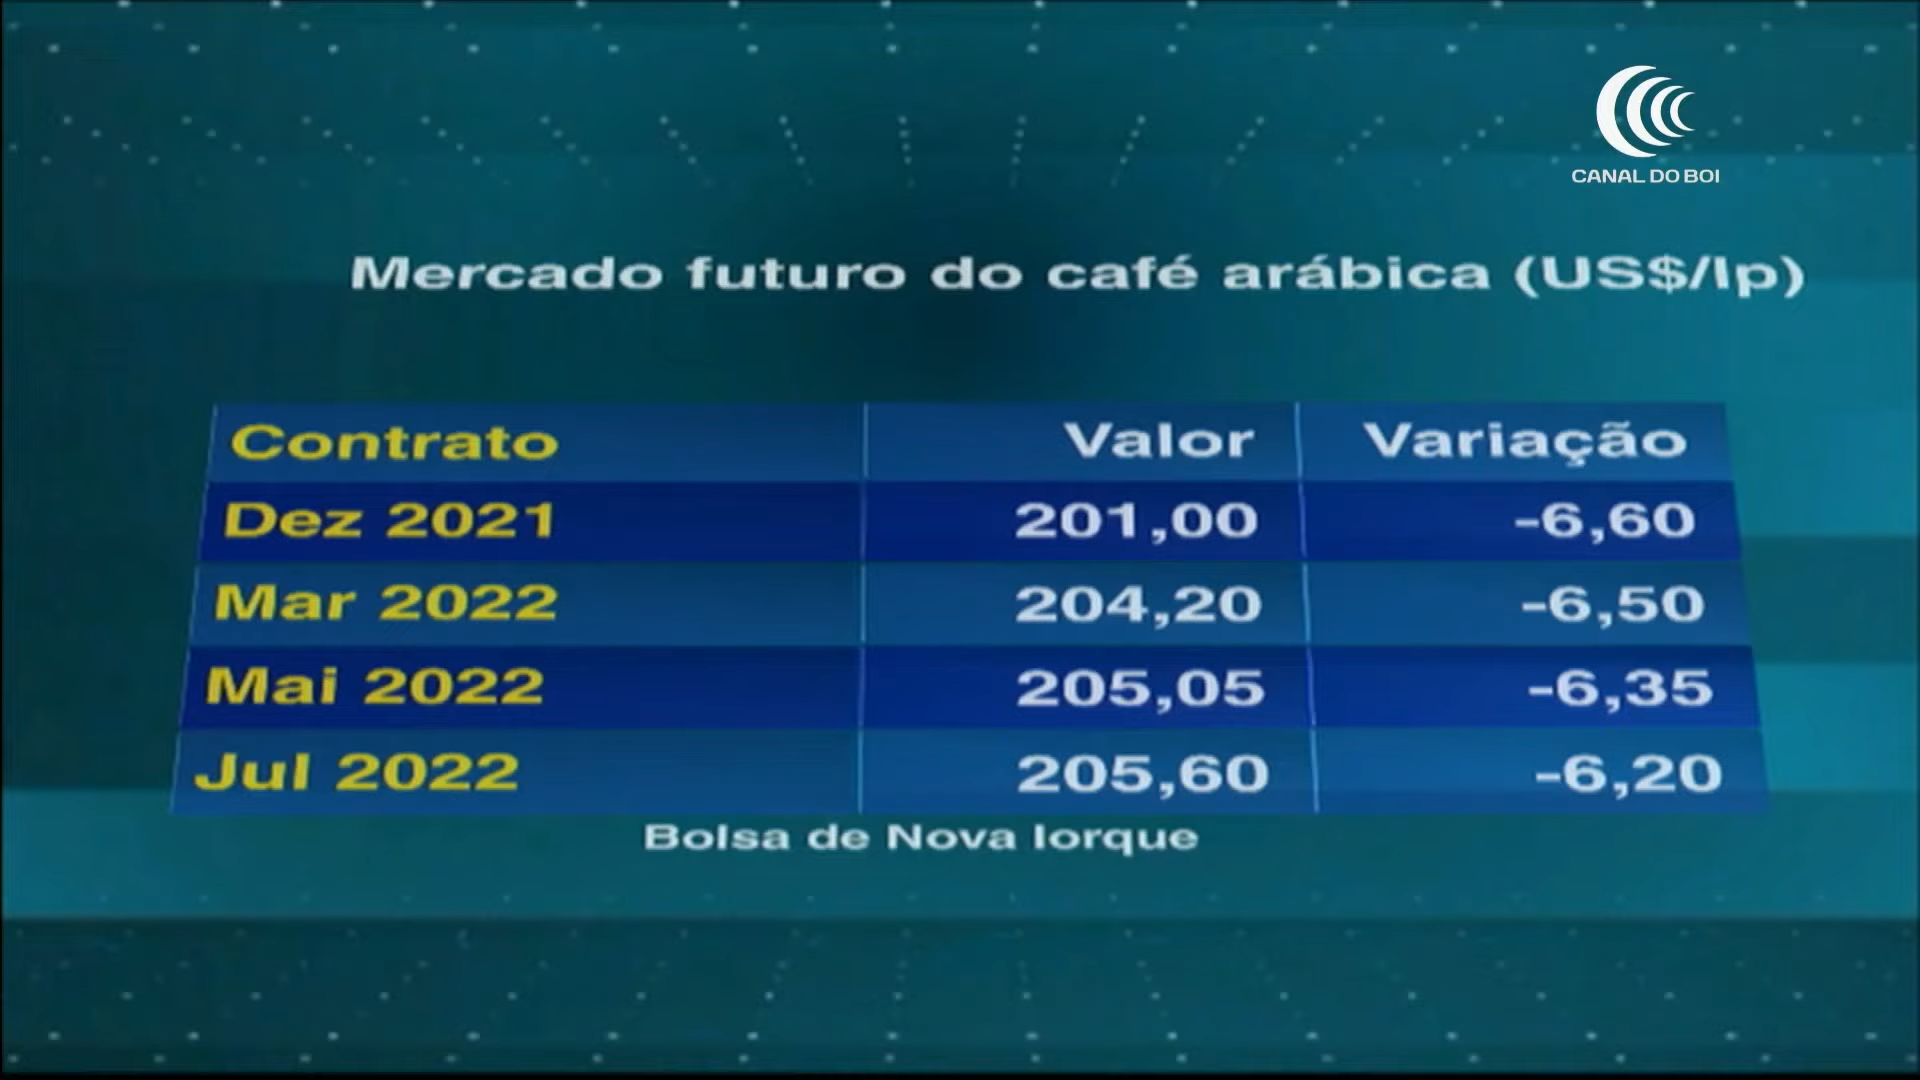 CANAL DO BOI
Mercado futuro do café arábica (US$/lp)
Contrato Valor Variação
Dez 2021 201,00 -6,60
Mar 2022 204,20 -6,50
Mai 2022 205,05 -6,35
Jul 2022 205,60 -6,20
Bolsa de Nova Iorque